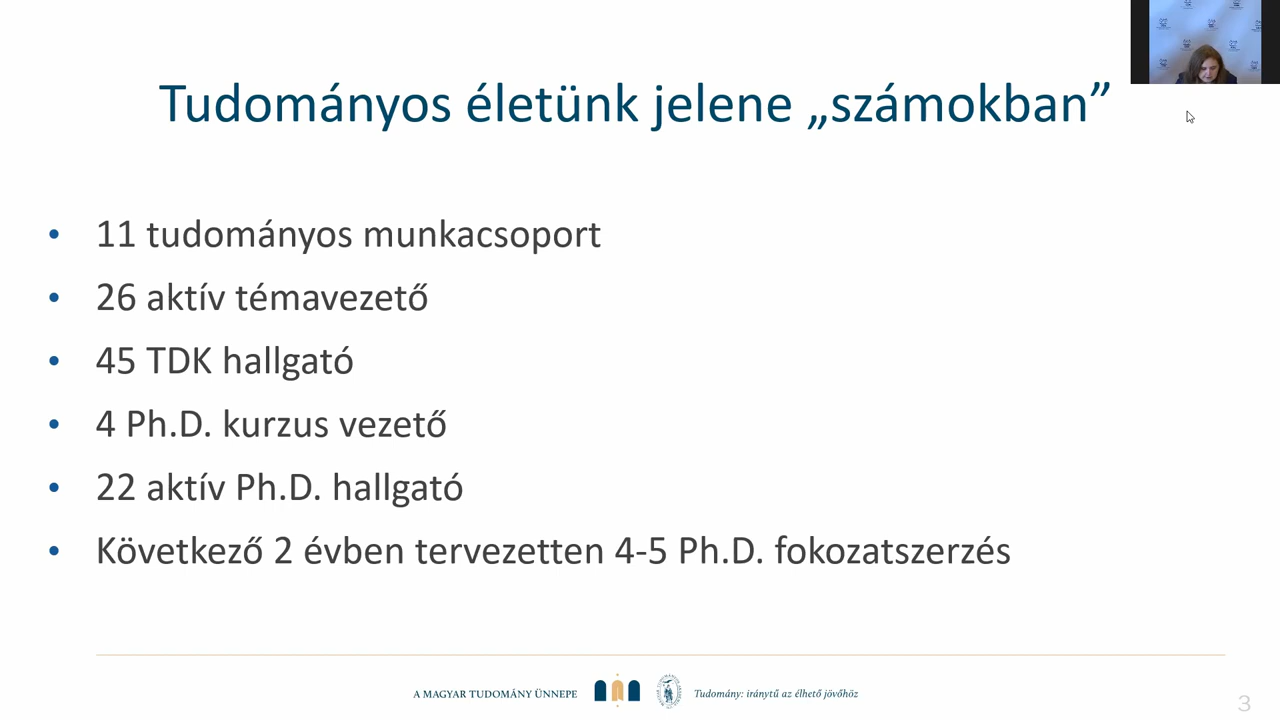 Tudományos életünk jelene „számokban”
• 11 tudományos munkacsoport
• 26 aktív témavezető
• 45 TDK hallgató
• 4 Ph.D. kurzus vezető
• 22 aktív Ph.D. hallgató
• Következő 2 évben tervezetten 4-5 Ph.D. fokozatszerzés
A MAGYAR TUDOMÁNY ÜNNEPE
Tudomány: iránytű az élhető jövőhöz
3